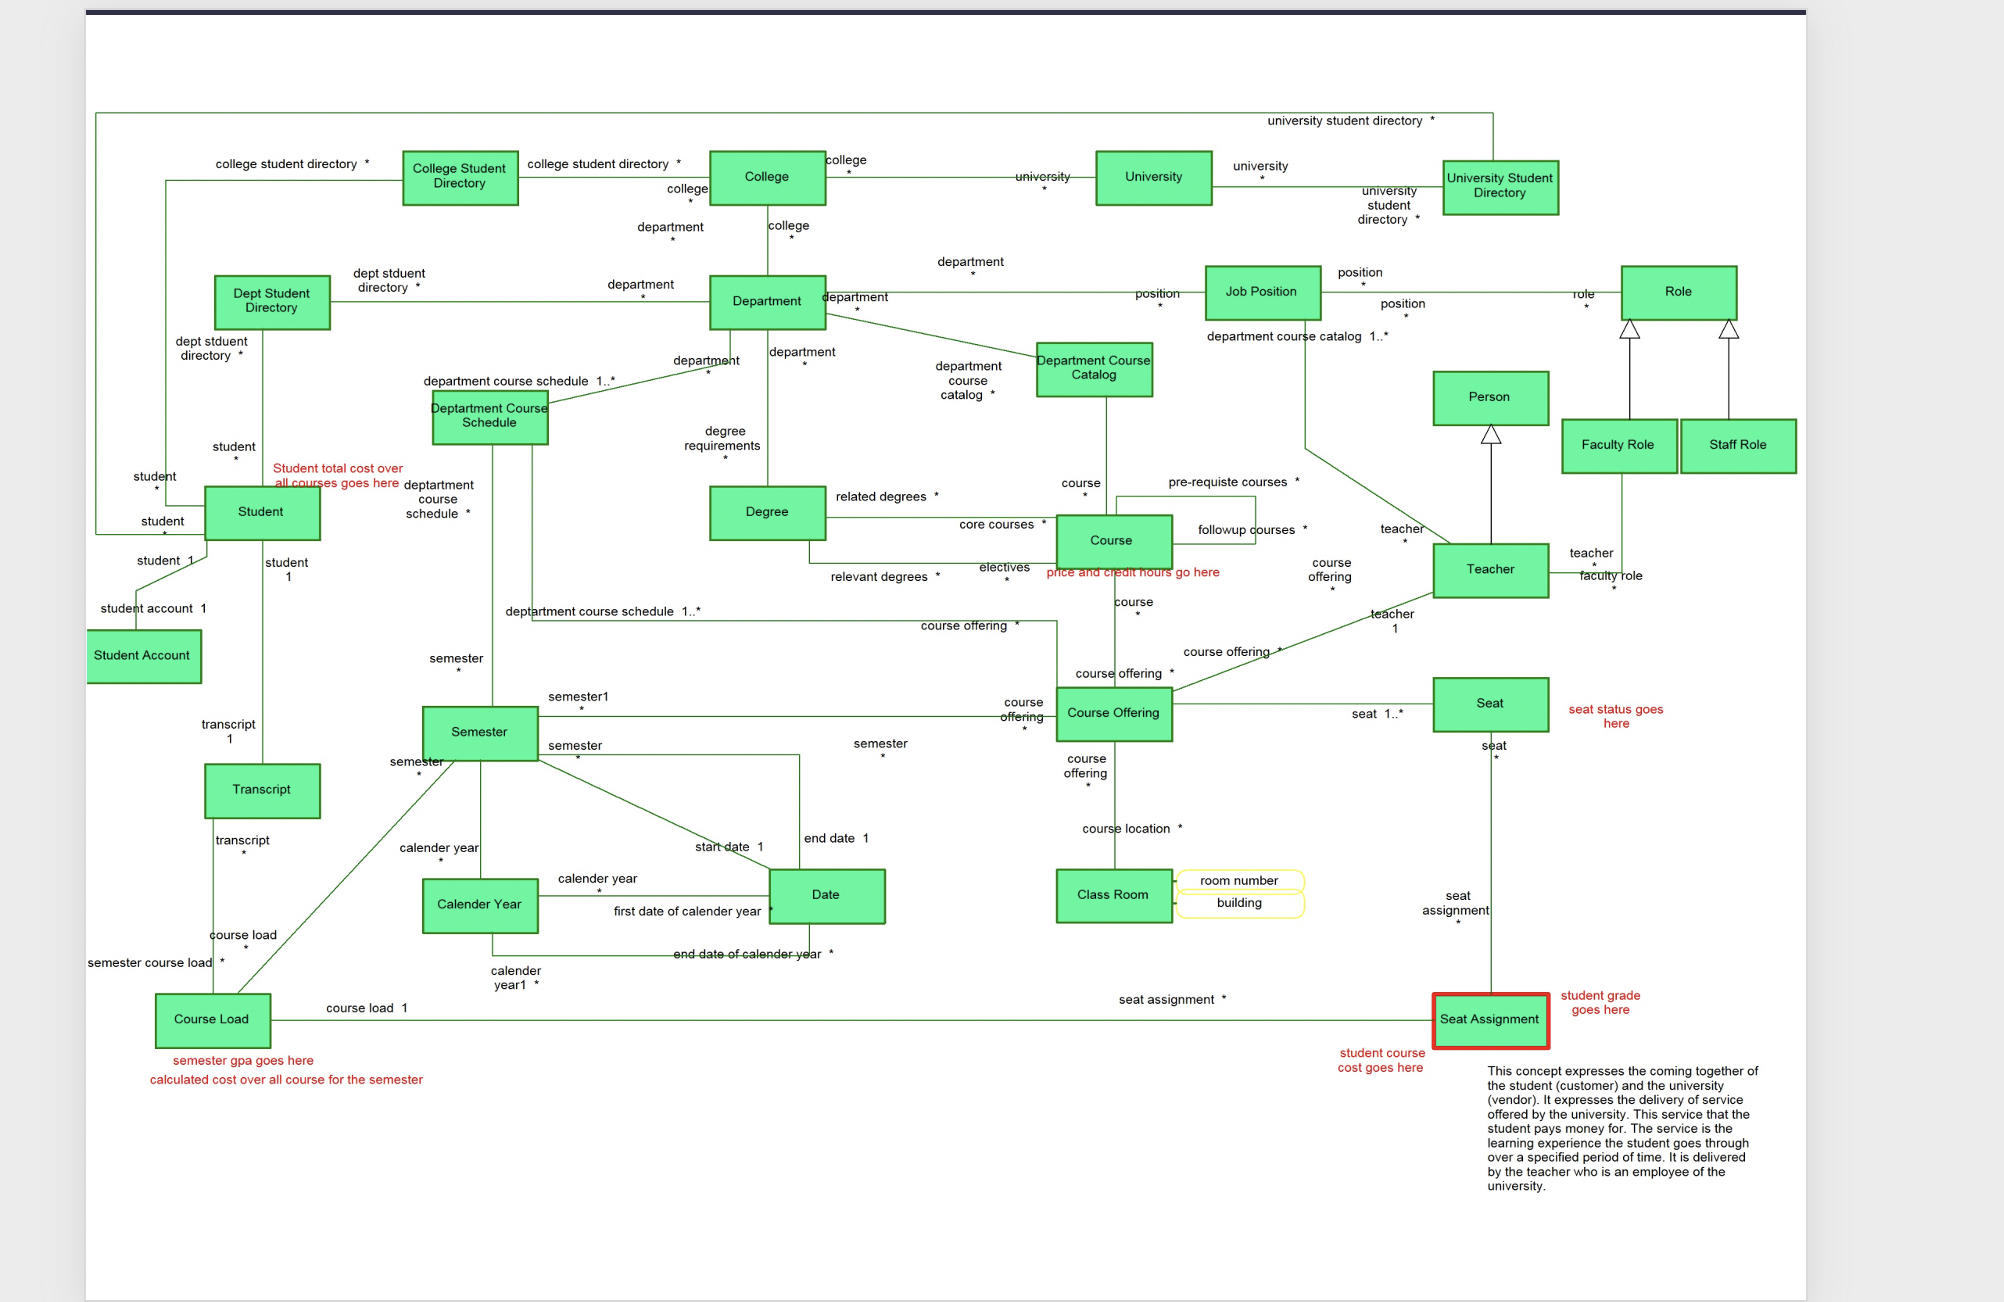 university student directory *
college student directory *
College Student
Directory
college student directory *
college
*
College
college
*
university
*
University
university
*
university
student
directory *
University Student
Directory
department
*
college
*
dept stduent
directory *
Dept Student
Directory
department
*
Department
department
*
department
*
position
*
Job Position
position
*
position
*
role
*
Role
dept stduent
directory *
department course schedule 1..*
department
*
department
*
department
course
catalog *
Department Course
Catalog
department course catalog 1..*
Person
Faculty Role
Staff Role
Deptartment Course
Schedule
student
*
Student total cost over
all courses goes here
student
*
deptartment
course
schedule *
degree
requirements
*
Student
student
*
Degree
related degrees *
core courses *
course
*
pre-requiste courses *
followup courses *
Course
price and credit hours go here
relevant degrees *
electives
*
course
offering
*
teacher
*
Teacher
teacher
*
faculty role
*
student 1
student
1
student account 1
Student Account
deptartment course schedule 1..*
course offering *
course
*
teacher
1
course offering *
course offering *
semester
*
transcript
1
semester1
*
course
offering
*
Course Offering
seat 1..*
Seat
seat status goes
here
Semester
semester
*
semester
*
semester
*
course
offering
*
seat
*
Transcript
transcript
*
calender year
*
start date 1
end date 1
course location *
Calender Year
calender year
*
first date of calender year *
Date
Class Room
room number
building
seat
assignment
*
course load
*
semester course load *
end date of calender year *
calender
year1 *
Course Load
course load 1
seat assignment *
Seat Assignment
student grade
goes here
semester gpa goes here
calculated cost over all course for the semester
student course
cost goes here
This concept expresses the coming together of
the student (customer) and the university
(vendor). It expresses the delivery of service
offered by the university. This service that the
student pays money for. The service is the
learning experience the student goes through
over a specified period of time. It is delivered
by the teacher who is an employee of the
university.